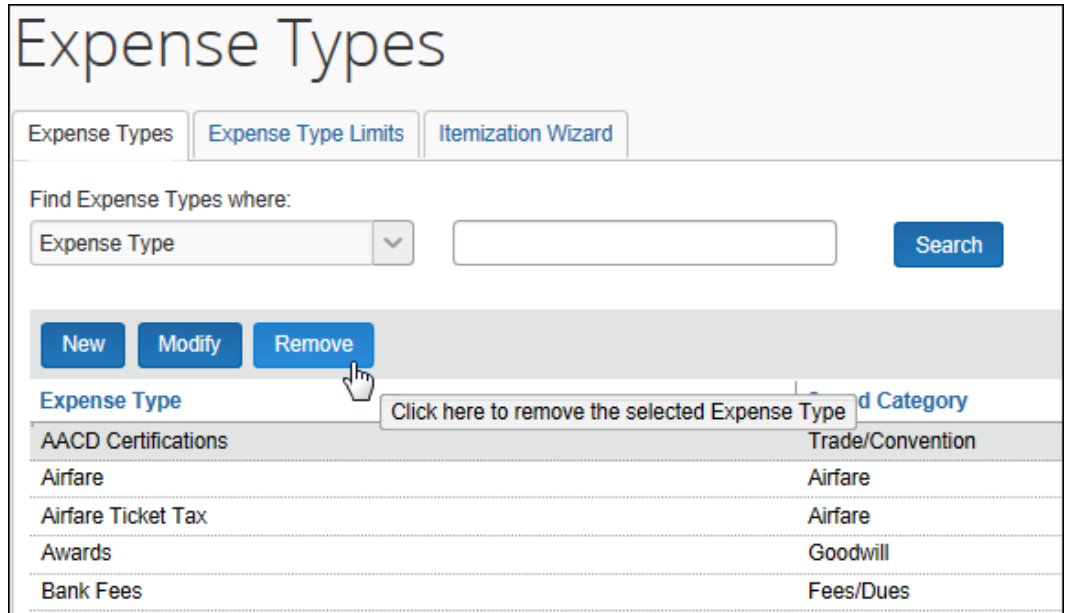 Expense Types
Expense Types Expense Type Limits Itemization Wizard
Find Expense Types where:
Expense Type Search
New Modify Remove
Expense Type Category
Click here to remove the selected Expense Type
AACD Certifications Trade/Convention
Airfare Airfare
Airfare Ticket Tax Airfare
Awards Goodwill
Bank Fees Fees/Dues